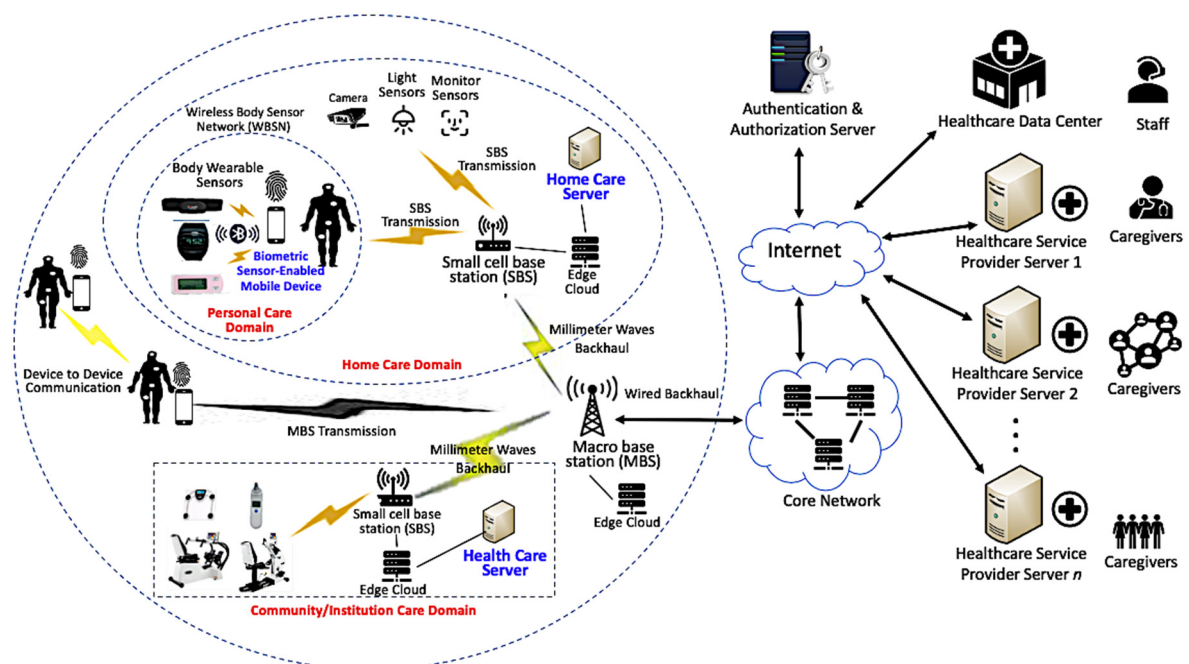 Camera
Light
Sensors
Monitor
Sensors
Wireless Body Sensor
Network (WBSN)
SBS
Transmission
Home Care
Server
Body Wearable
Sensors
SBS
Transmission
Biometric
Sensor-Enabled
Mobile Device
Small cell base
station (SBS)
Edge
Cloud
Personal Care
Domain
Home Care Domain
Millimeter Waves
Backhaul
Device to Device
Communication
MBS Transmission
Wired Backhaul
Macro base
station (MBS)
Edge Cloud
Millimeter Waves
Backhaul
Small cell base
station (SBS)
Health Care
Server
Edge Cloud
Community/Institution Care Domain
Authentication &
Authorization Server
Healthcare Data Center
Staff
Internet
Healthcare Service
Provider Server 1
Caregivers
Healthcare Service
Provider Server 2
Caregivers
Core Network
Healthcare Service
Provider Server n
Caregivers